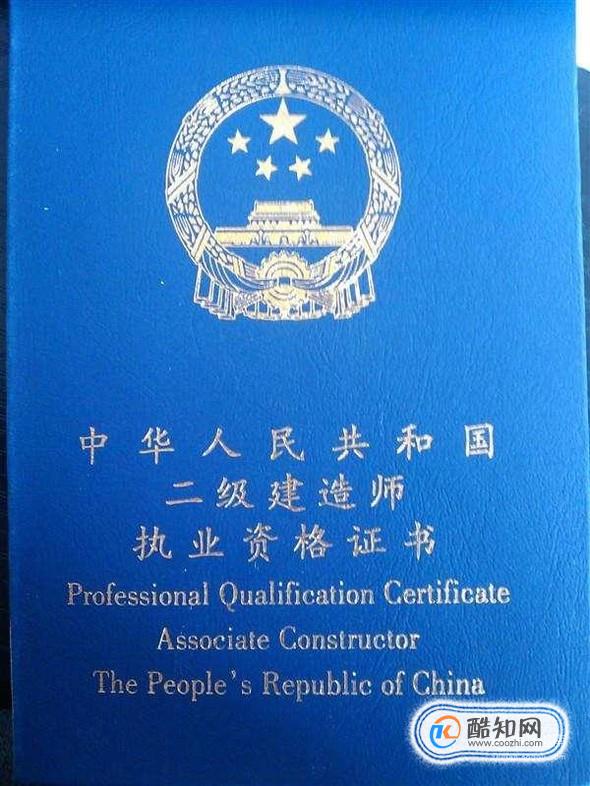 中华人民共和国
二级建造师
执业资格证书
Professional Qualification Certificate
Associate Constructor
The People's Republic of China
酷知网
www.coozhi.com